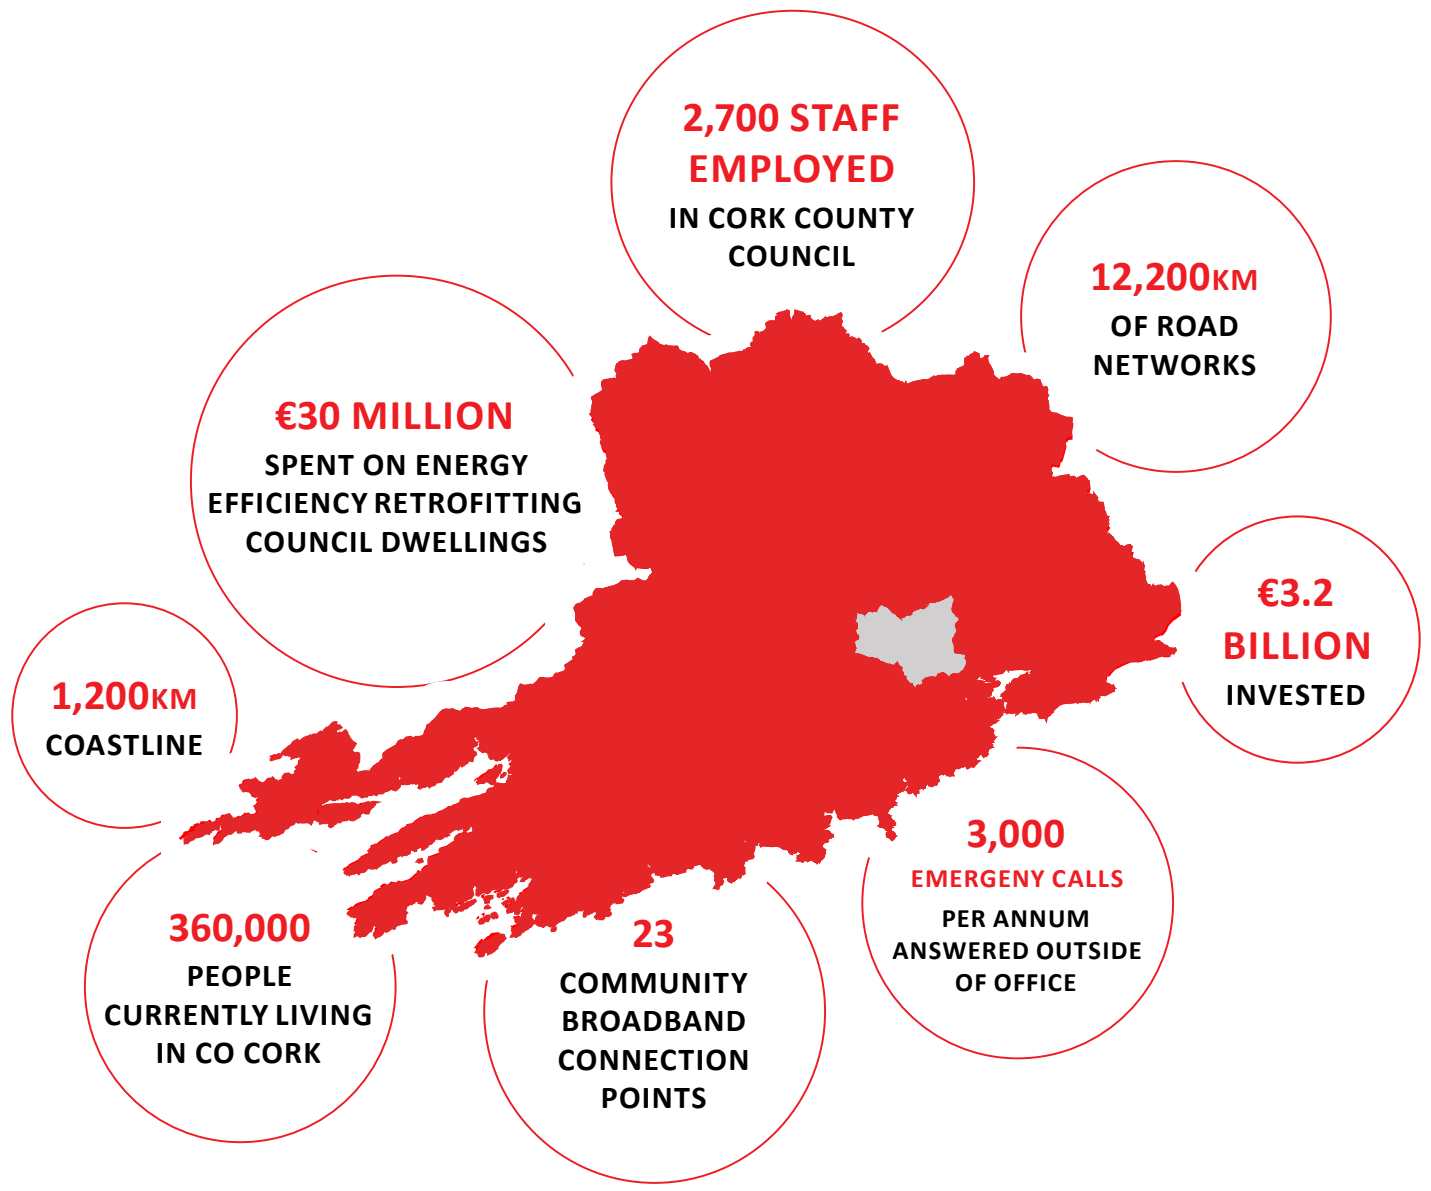 2,700 STAFF
EMPLOYED
IN CORK COUNTY
COUNCIL
12,200KM
OF ROAD
NETWORKS
€30 MILLION
SPENT ON ENERGY
EFFICIENCY RETROFITTING
COUNCIL DWELLINGS
€3.2
BILLION
INVESTED
1,200KM
COASTLINE
3,000
EMERGENY CALLS
PER ANNUM
ANSWERED OUTSIDE
OF OFFICE
360,000
PEOPLE
CURRENTLY LIVING
IN CO CORK
23
COMMUNITY
BROADBAND
CONNECTION
POINTS